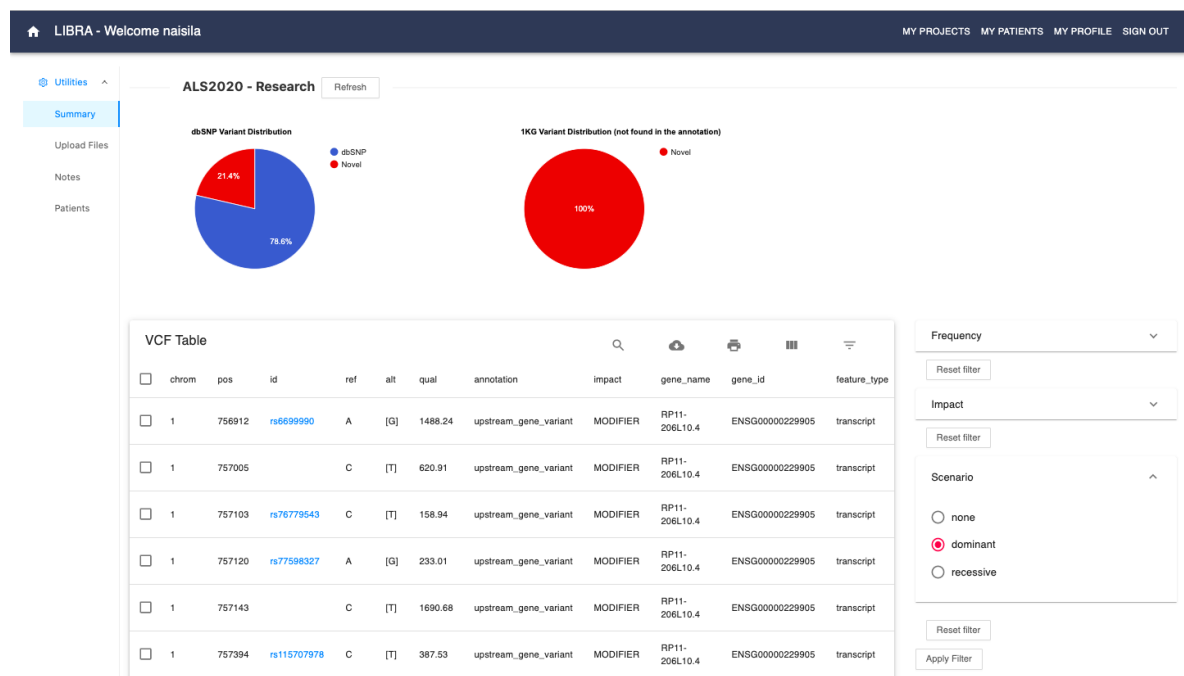 LIBRA - Welcome naisila
MY PROJECTS MY PATIENTS MY PROFILE SIGN OUT
Utilities
Summary
Upload Files
Notes
Patients
ALS2020 - Research Refresh
dbSNP Variant Distribution
dbSNP
Novel
21.4%
78.6%
1KG Variant Distribution (not found in the annotation)
Novel
100%
VCF Table
chrom pos id ref alt qual annotation impact gene_name gene_id feature_type
1 756912 rs6699990 A [G] 1488.24 upstream_gene_variant MODIFIER RP11-206L10.4 ENSG00000229905 transcript
1 757005 C [T] 620.91 upstream_gene_variant MODIFIER RP11-206L10.4 ENSG00000229905 transcript
1 757103 rs76779543 C [T] 158.94 upstream_gene_variant MODIFIER RP11-206L10.4 ENSG00000229905 transcript
1 757120 rs77598327 A [G] 233.01 upstream_gene_variant MODIFIER RP11-206L10.4 ENSG00000229905 transcript
1 757143 C [T] 1690.68 upstream_gene_variant MODIFIER RP11-206L10.4 ENSG00000229905 transcript
1 757394 rs115707978 C [T] 387.53 upstream_gene_variant MODIFIER RP11-206L10.4 ENSG00000229905 transcript
Frequency
Reset filter
Impact
Reset filter
Scenario
none
dominant
recessive
Reset filter
Apply Filter